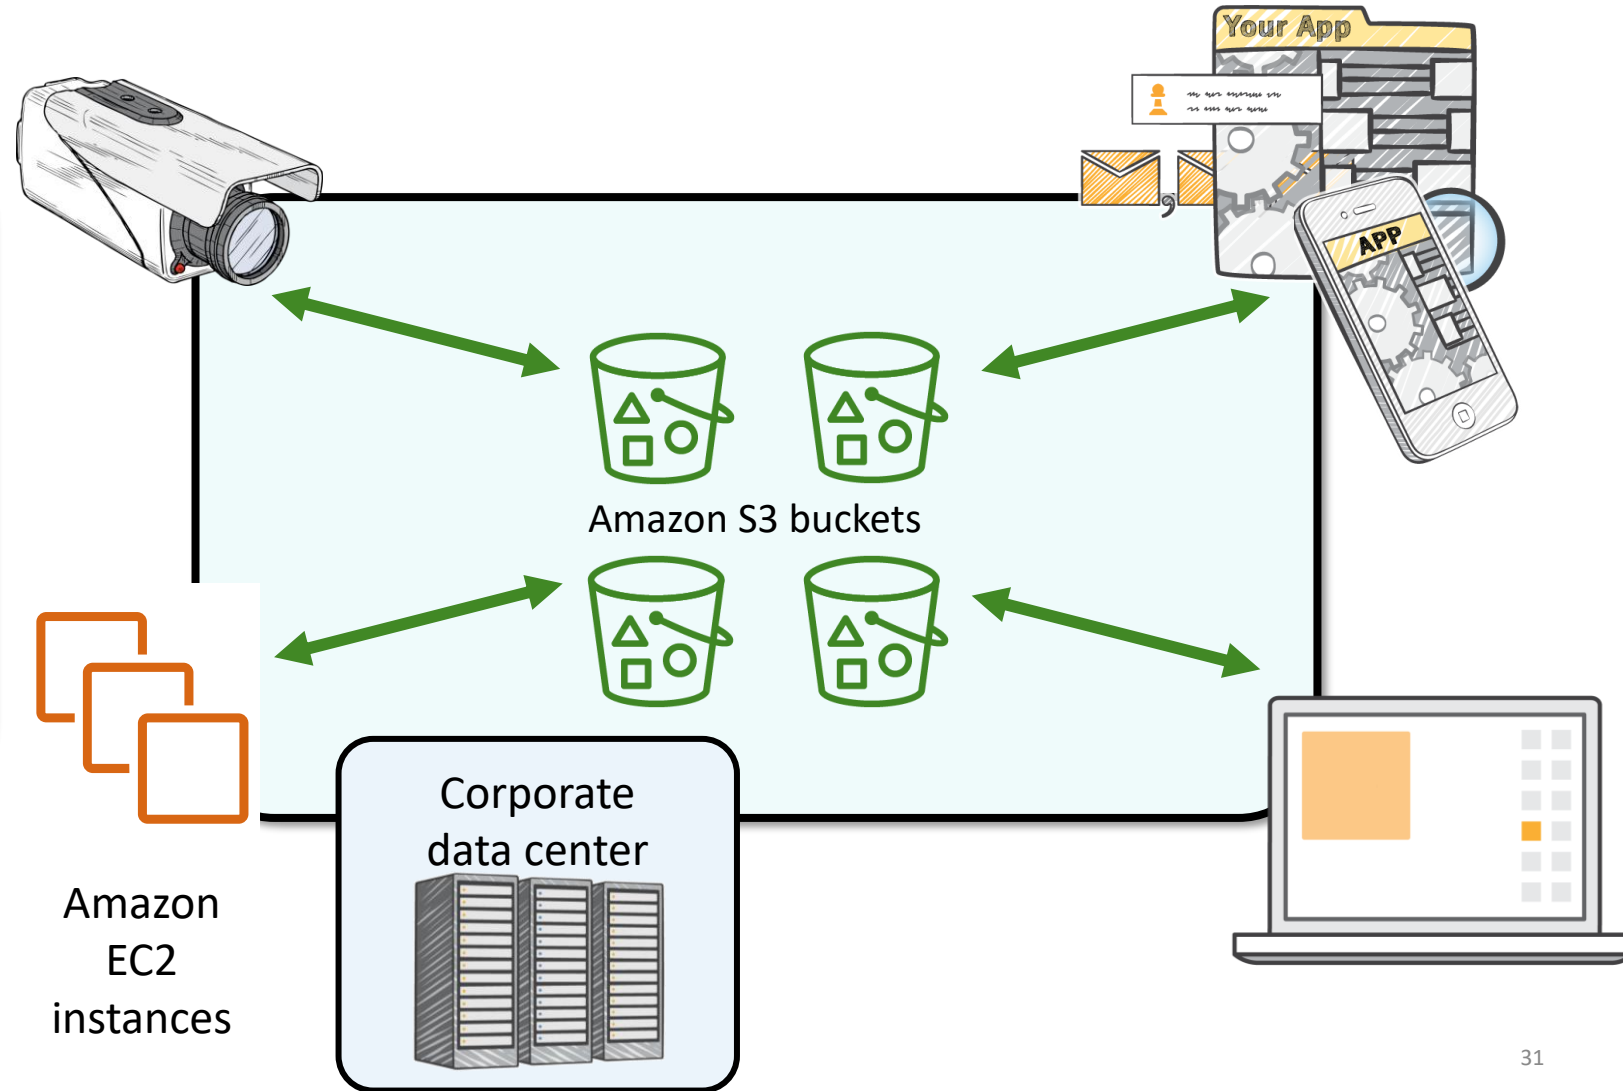 Your App
APP
Amazon S3 buckets
Corporate
data center
Amazon
EC2
instances
31